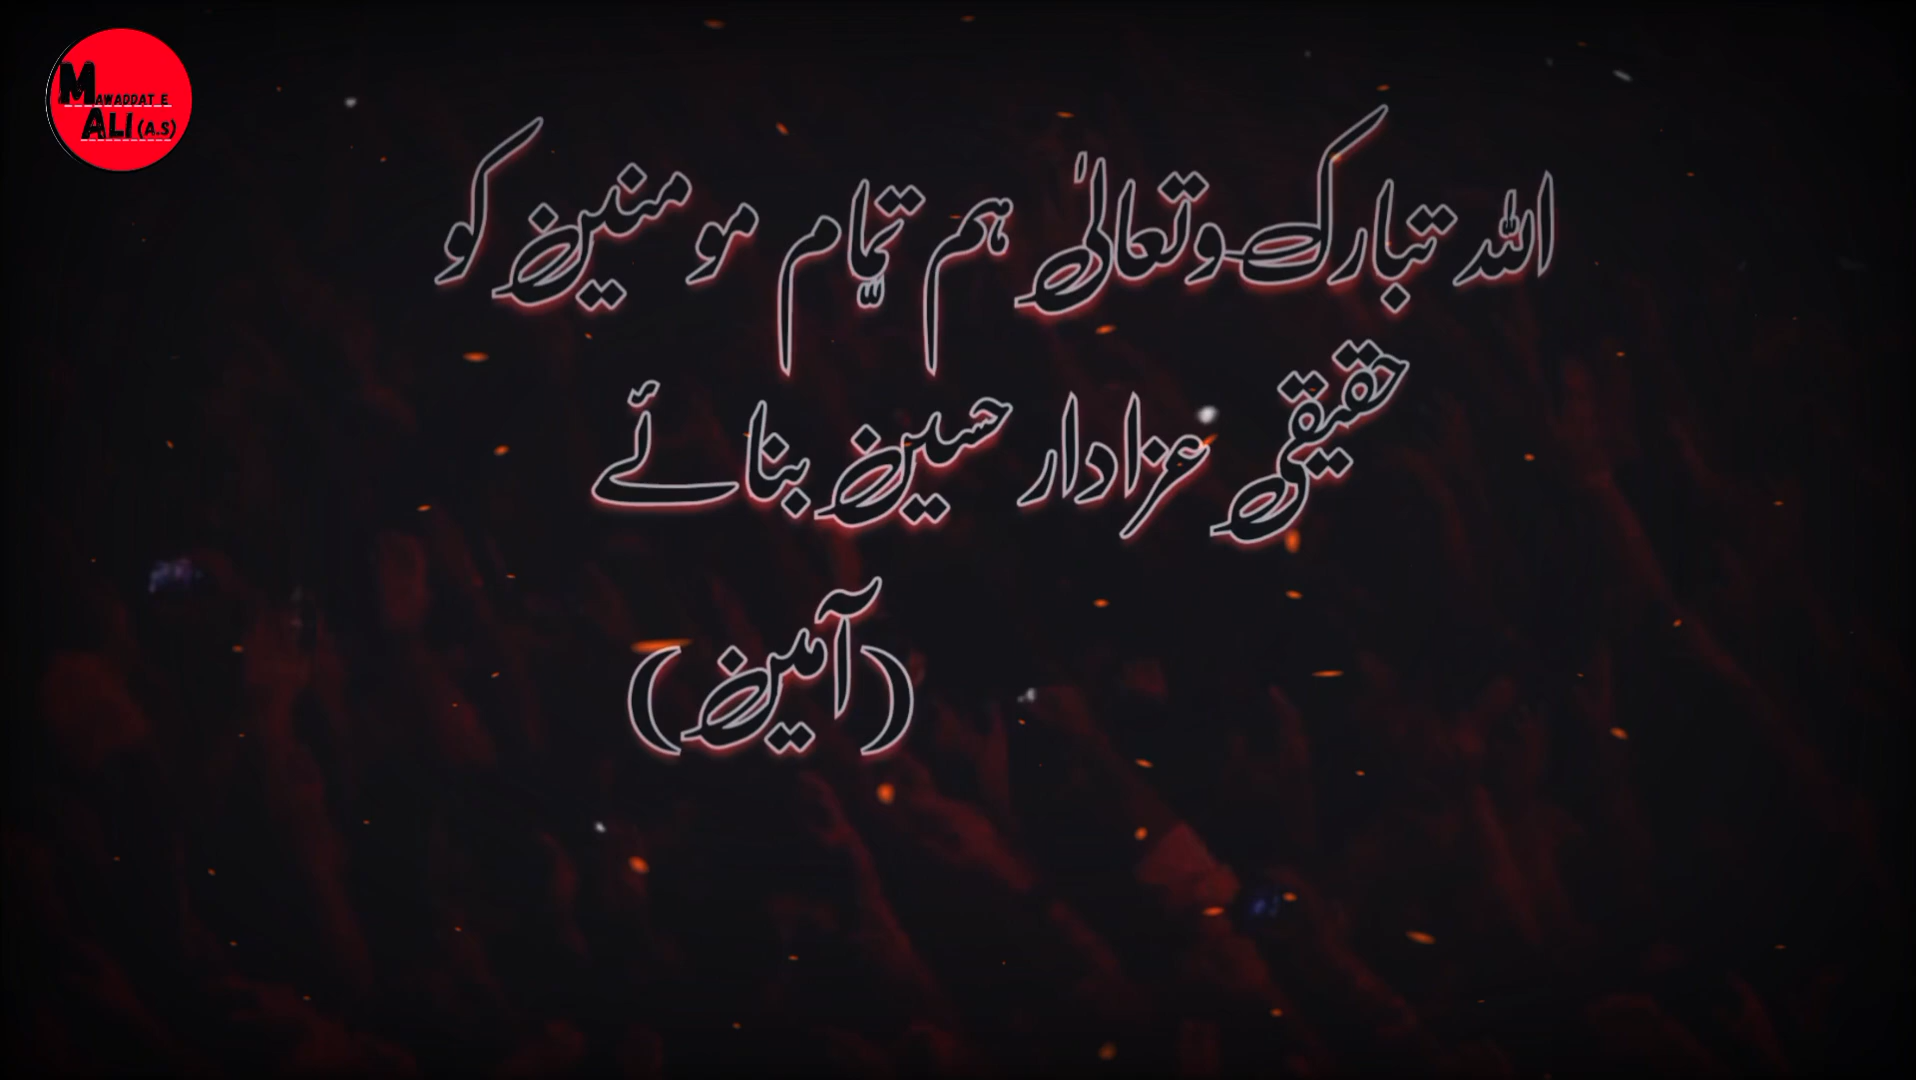 MAWADDAT E
ALI (A.S)
اللہ تبارک وتعالیٰ ہم تمام مومنین کو
حقیقی عزادار حسین بنائے
(آمین)